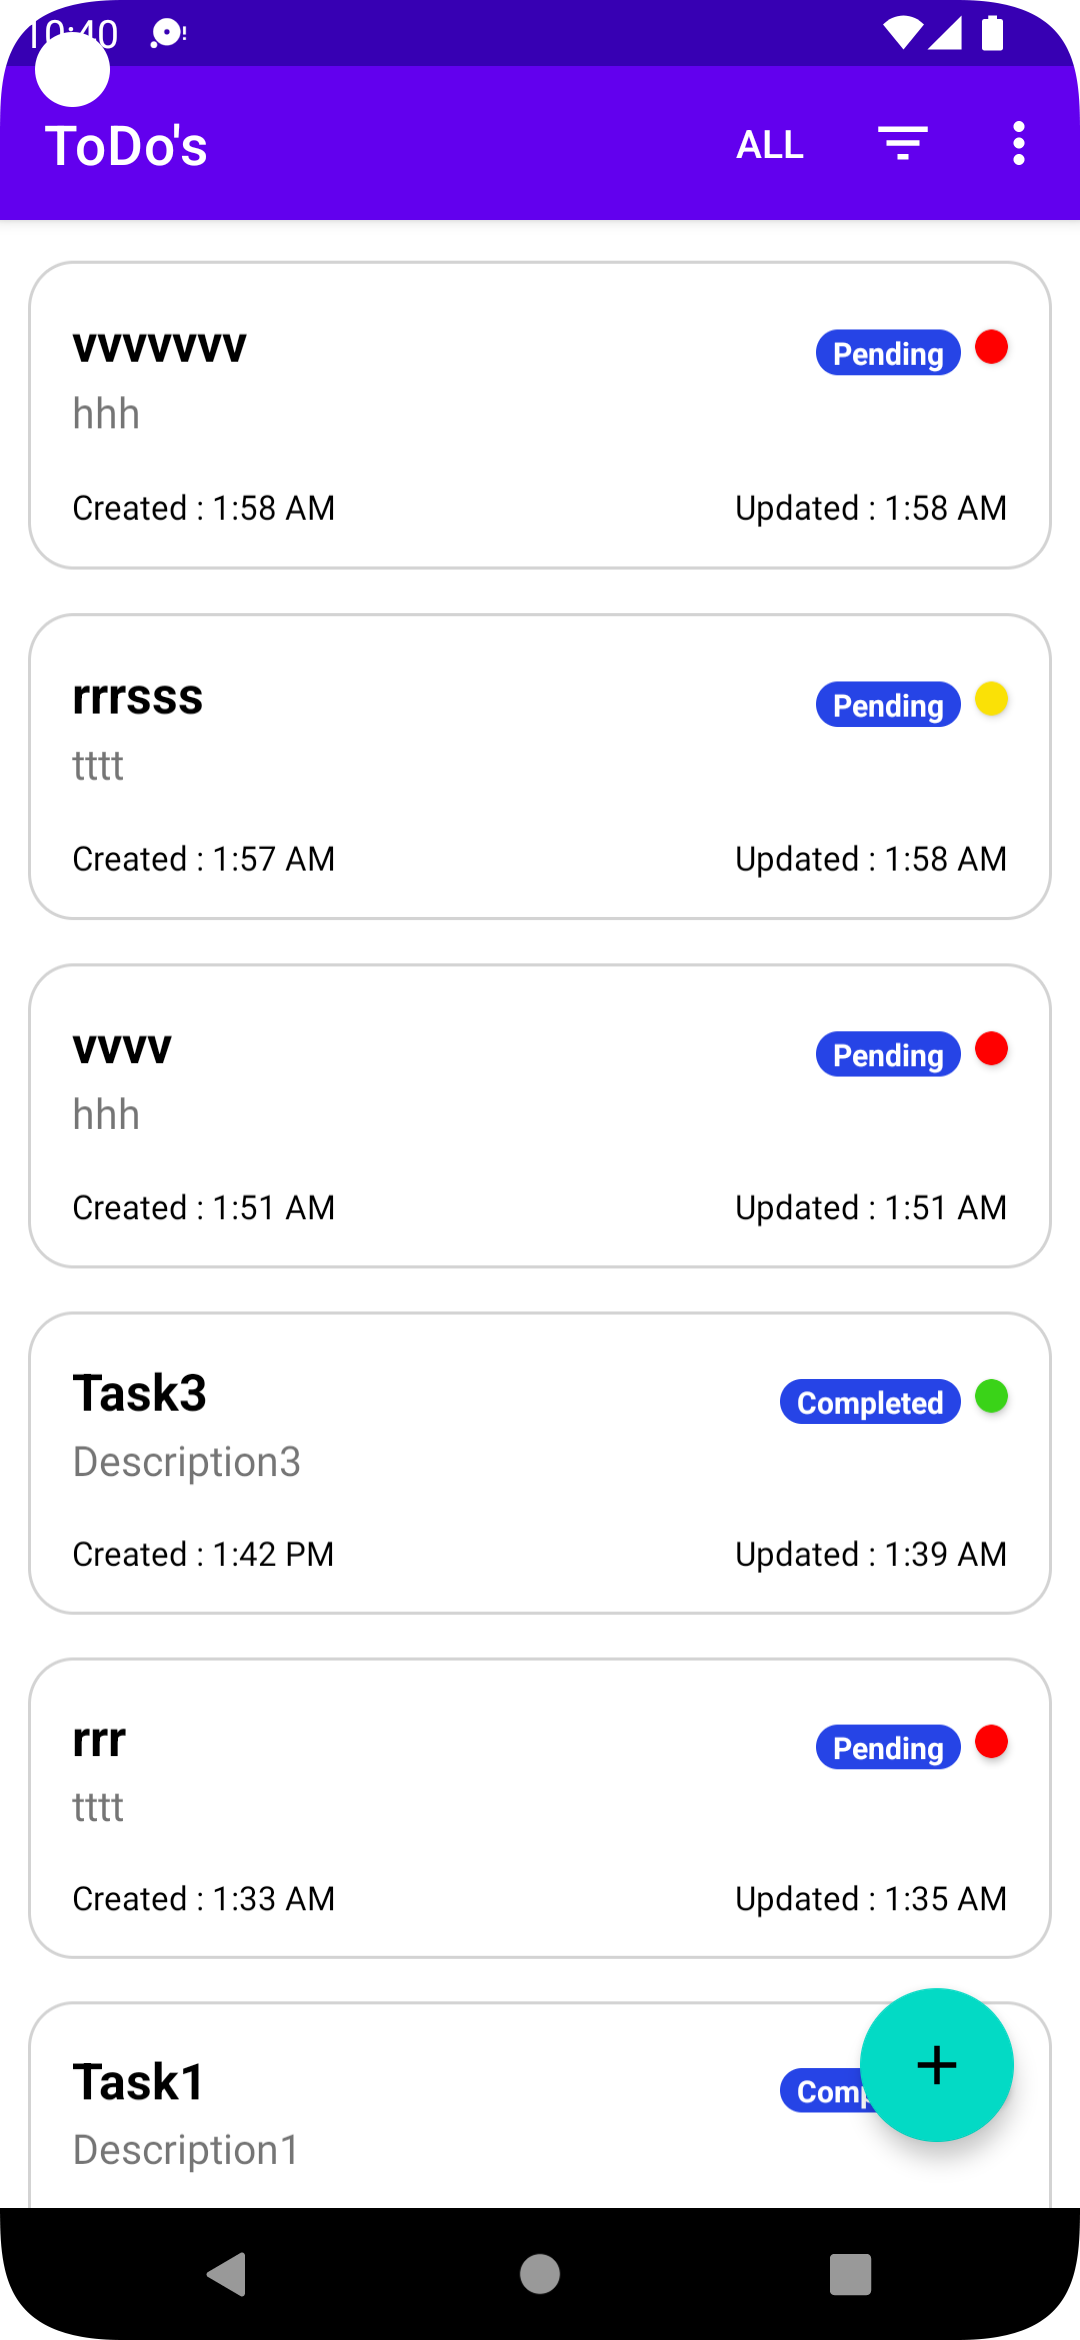 10:40
ToDo's
ALL
vvvvvvv
Pending
hhh
Created : 1:58 AM
Updated : 1:58 AM
rrrsss
Pending
tttt
Created : 1:57 AM
Updated : 1:58 AM
vvvv
Pending
hhh
Created : 1:51 AM
Updated : 1:51 AM
Task3
Completed
Description3
Created : 1:42 PM
Updated : 1:39 AM
rrr
Pending
tttt
Created : 1:33 AM
Updated : 1:35 AM
Task1
Description1